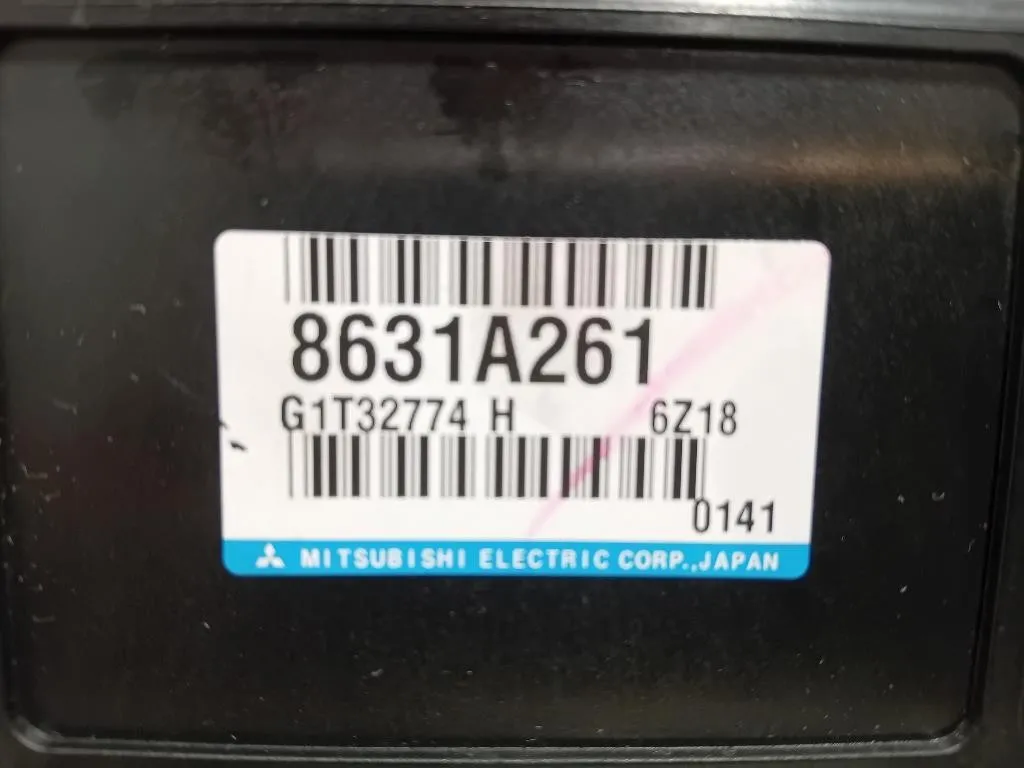 8631A261
G1T32774 H 6Z18
0141
MITSUBISHI ELECTRIC CORP.,JAPAN